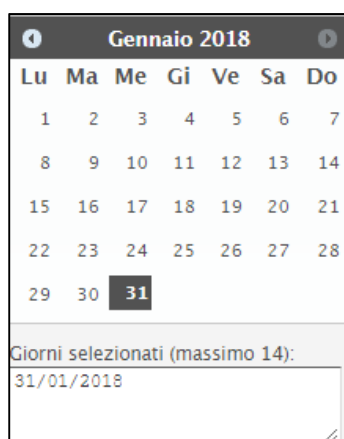 Gennaio 2018
Lu Ma Me Gi Ve Sa Do
1 2 3 4 5 6 7
8 9 10 11 12 13 14
15 16 17 18 19 20 21
22 23 24 25 26 27 28
29 30 31
Giorni selezionati (massimo 14):
31/01/2018